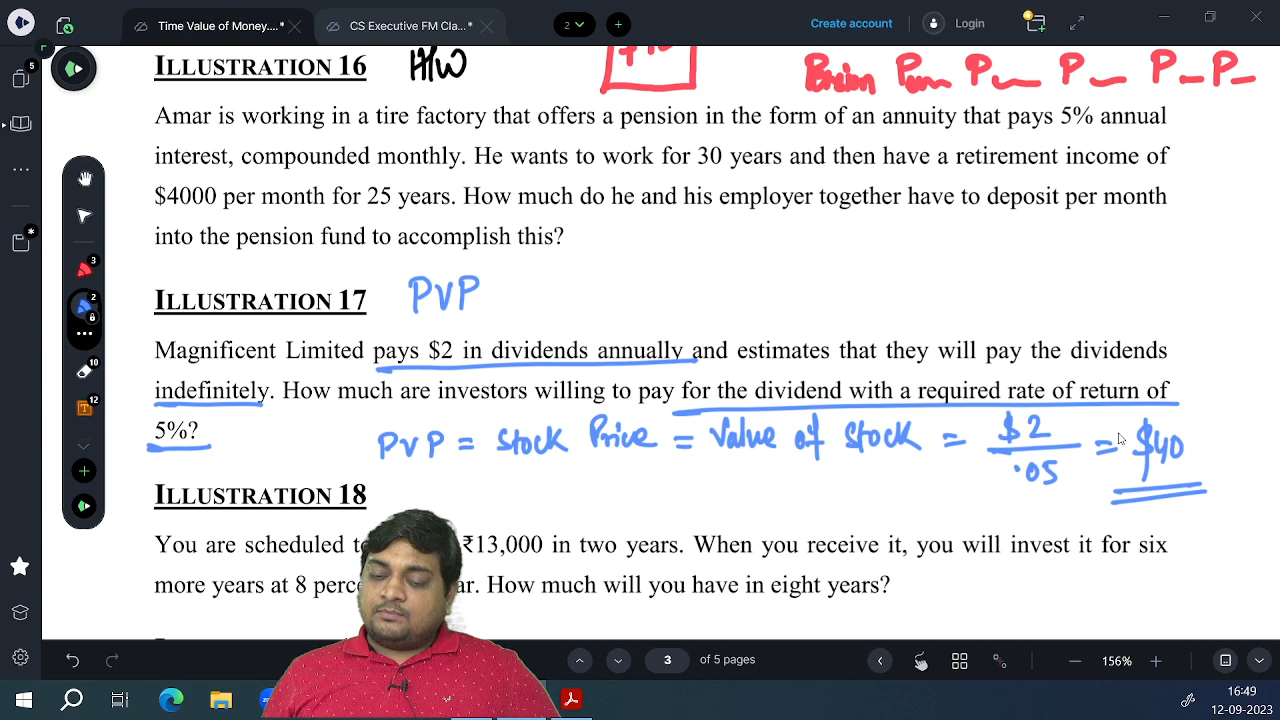 Time Value of Money....*
CS Executive FM Cla...*
2
Create account
Login
5
ILLUSTRATION 16
H/W
Pension
P
P
P
P
Amar is working in a tire factory that offers a pension in the form of an annuity that pays 5% annual
interest, compounded monthly. He wants to work for 30 years and then have a retirement income of
$4000 per month for 25 years. How much do he and his employer together have to deposit per month
into the pension fund to accomplish this?
3
2
10
12
ILLUSTRATION 17
PVP
Magnificent Limited pays $2 in dividends annually and estimates that they will pay the dividends
indefinitely. How much are investors willing to pay for the dividend with a required rate of return of
5%?
PVP = Stock Price = Value of Stock = $2 / .05 = $40
ILLUSTRATION 18
You are scheduled ₹13,000 in two years. When you receive it, you will invest it for six
more years at 8 How much will you have in eight years?
3
of 5 pages
156%
16:49
12-09-2023